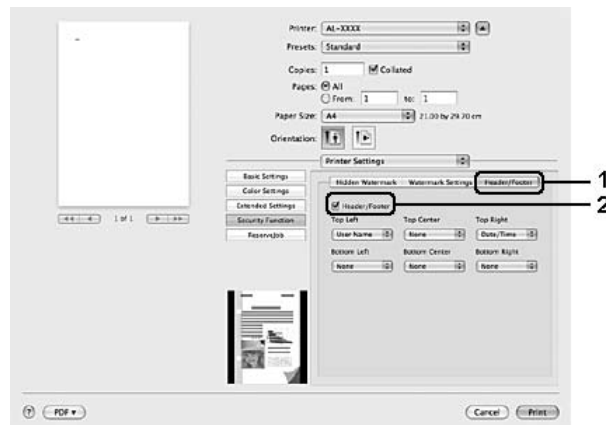 Printer: AL-XXXX
Presets: Standard
Copies: 1 Collated
Pages: All
From: 1 to: 1
Paper Size: A4 21.00 by 29.70 cm
Orientation:
Printer Settings
Basic Settings
Color Settings
Extended Settings
Security Function
ReserveJob
Hidden Watermark Watermark Settings Header/Footer 1
Header/Footer 2
Top Left Top Center Top Right
User Name None Date/Time
Bottom Left Bottom Center Bottom Right
None None None
1 of 1
? PDF Cancel Print